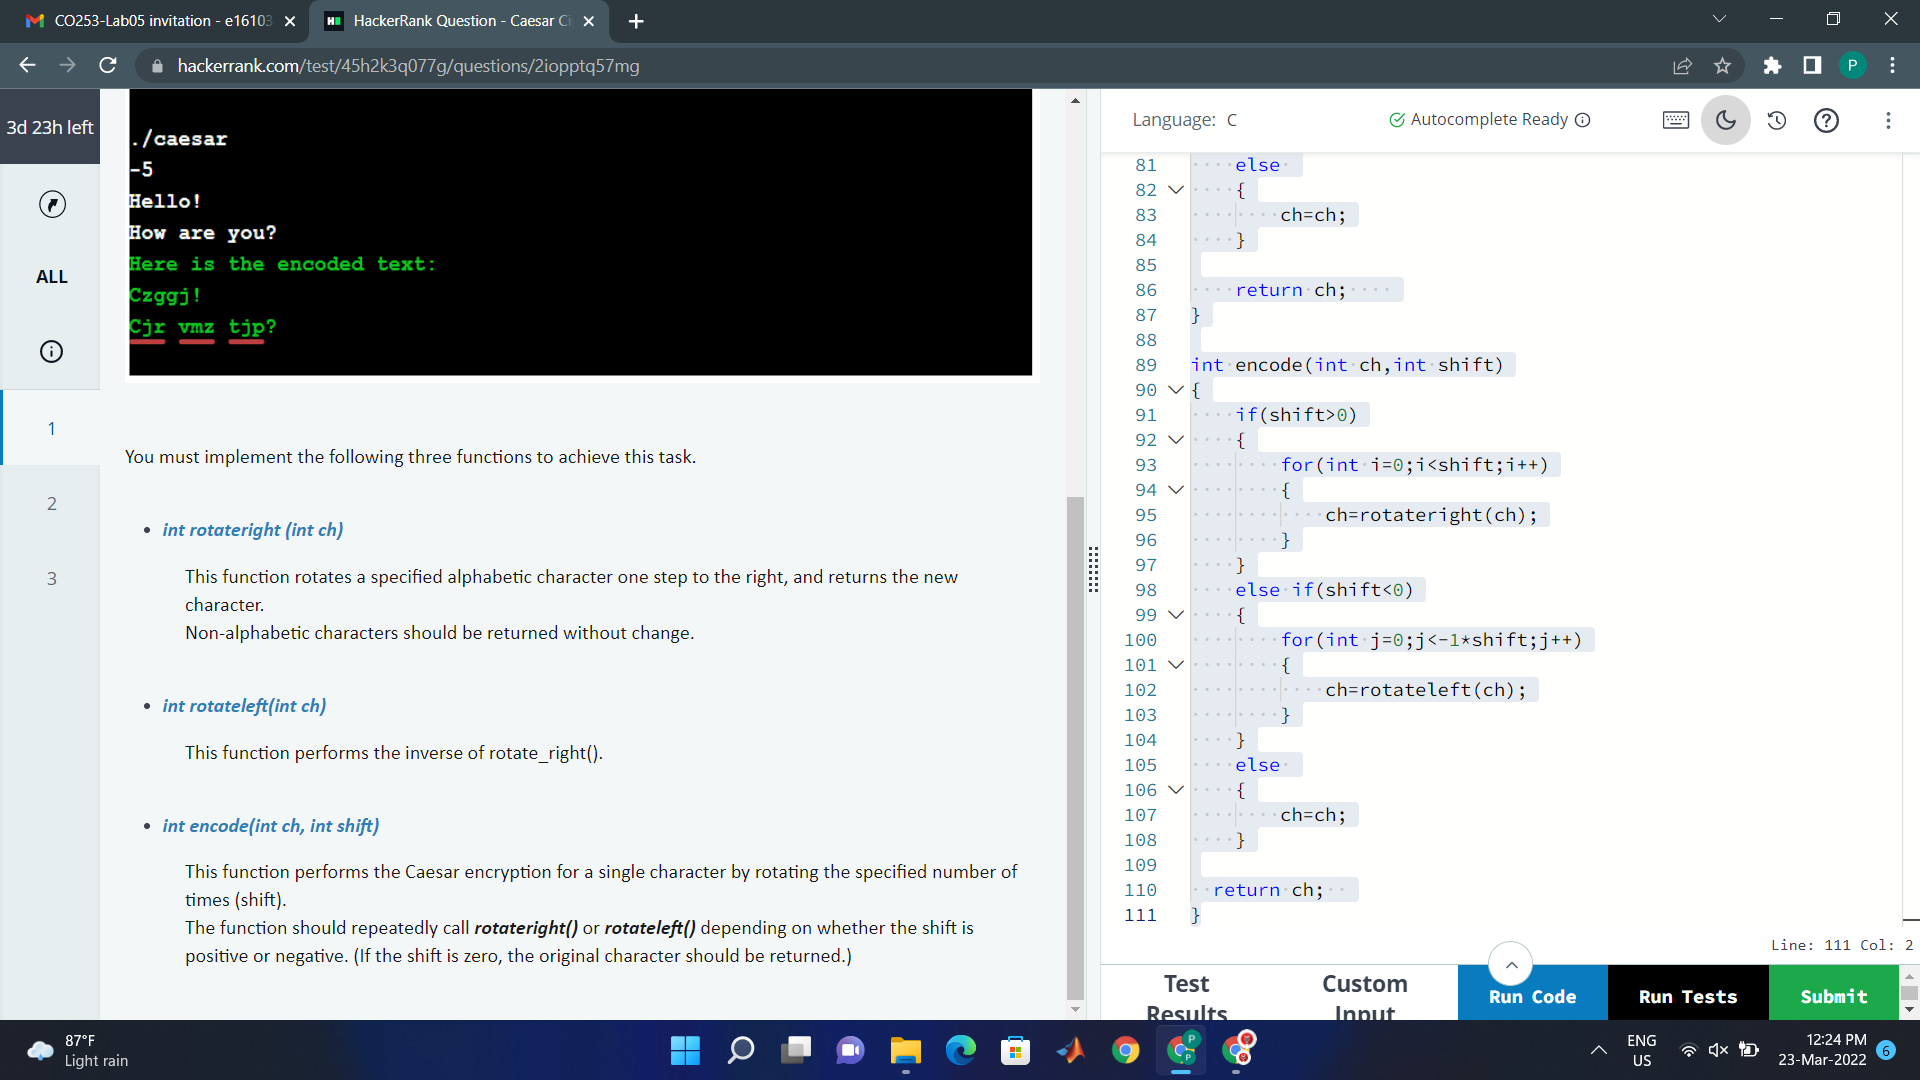 CO253-Lab05 invitation - e16103
HackerRank Question - Caesar Ci
hackerrank.com/test/45h2k3q077g/questions/2iopptq57mg
P
3d 23h left
ALL
1
2
3
./caesar
-5
Hello!
How are you?
Here is the encoded text:
Czggj!
Cjr vmz tjp?
You must implement the following three functions to achieve this task.
• int rotateright (int ch)
This function rotates a specified alphabetic character one step to the right, and returns the new
character.
Non-alphabetic characters should be returned without change.
• int rotateleft(int ch)
This function performs the inverse of rotate_right().
• int encode(int ch, int shift)
This function performs the Caesar encryption for a single character by rotating the specified number of
times (shift).
The function should repeatedly call rotateright() or rotateleft() depending on whether the shift is
positive or negative. (If the shift is zero, the original character should be returned.)
Language: C
Autocomplete Ready
81 else
82 {
83 ch=ch;
84 }
85
86 return ch;
87 }
88
89 int encode(int ch,int shift)
90 {
91 if(shift>0)
92 {
93 for(int i=0;i<shift;i++)
94 {
95 ch=rotateright(ch);
96 }
97 }
98 else if(shift<0)
99 {
100 for(int j=0;j<-1*shift;j++)
101 {
102 ch=rotateleft(ch);
103 }
104 }
105 else
106 {
107 ch=ch;
108 }
109
110 return ch;
111 }
Line: 111 Col: 2
Test
Results
Custom
Input
Run Code
Run Tests
Submit
87°F
Light rain
ENG
US
12:24 PM
23-Mar-2022
6